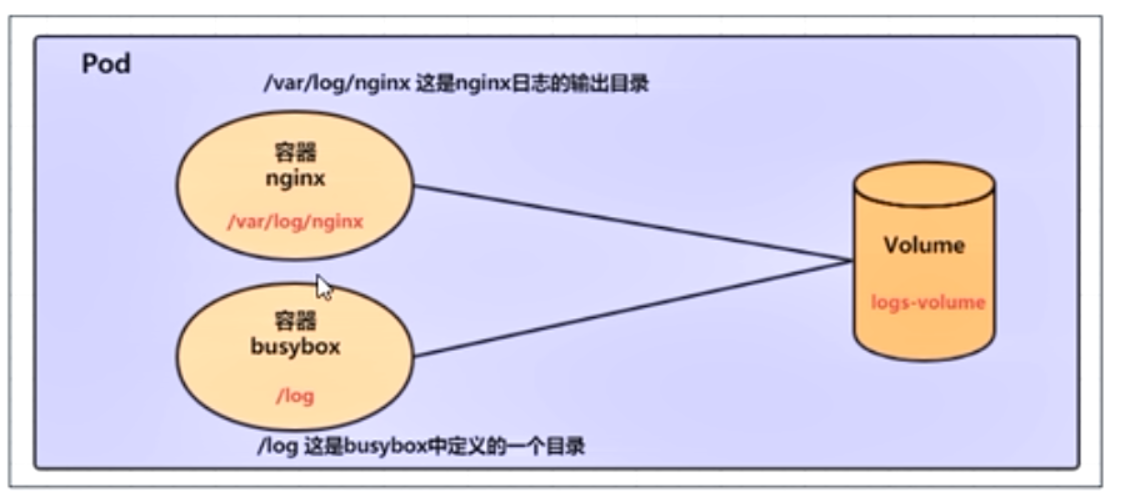 Pod
/var/log/nginx 这是nginx日志的输出目录
容器
nginx
/var/log/nginx
容器
busybox
/log
/log 这是busybox中定义的一个目录
Volume
logs-volume